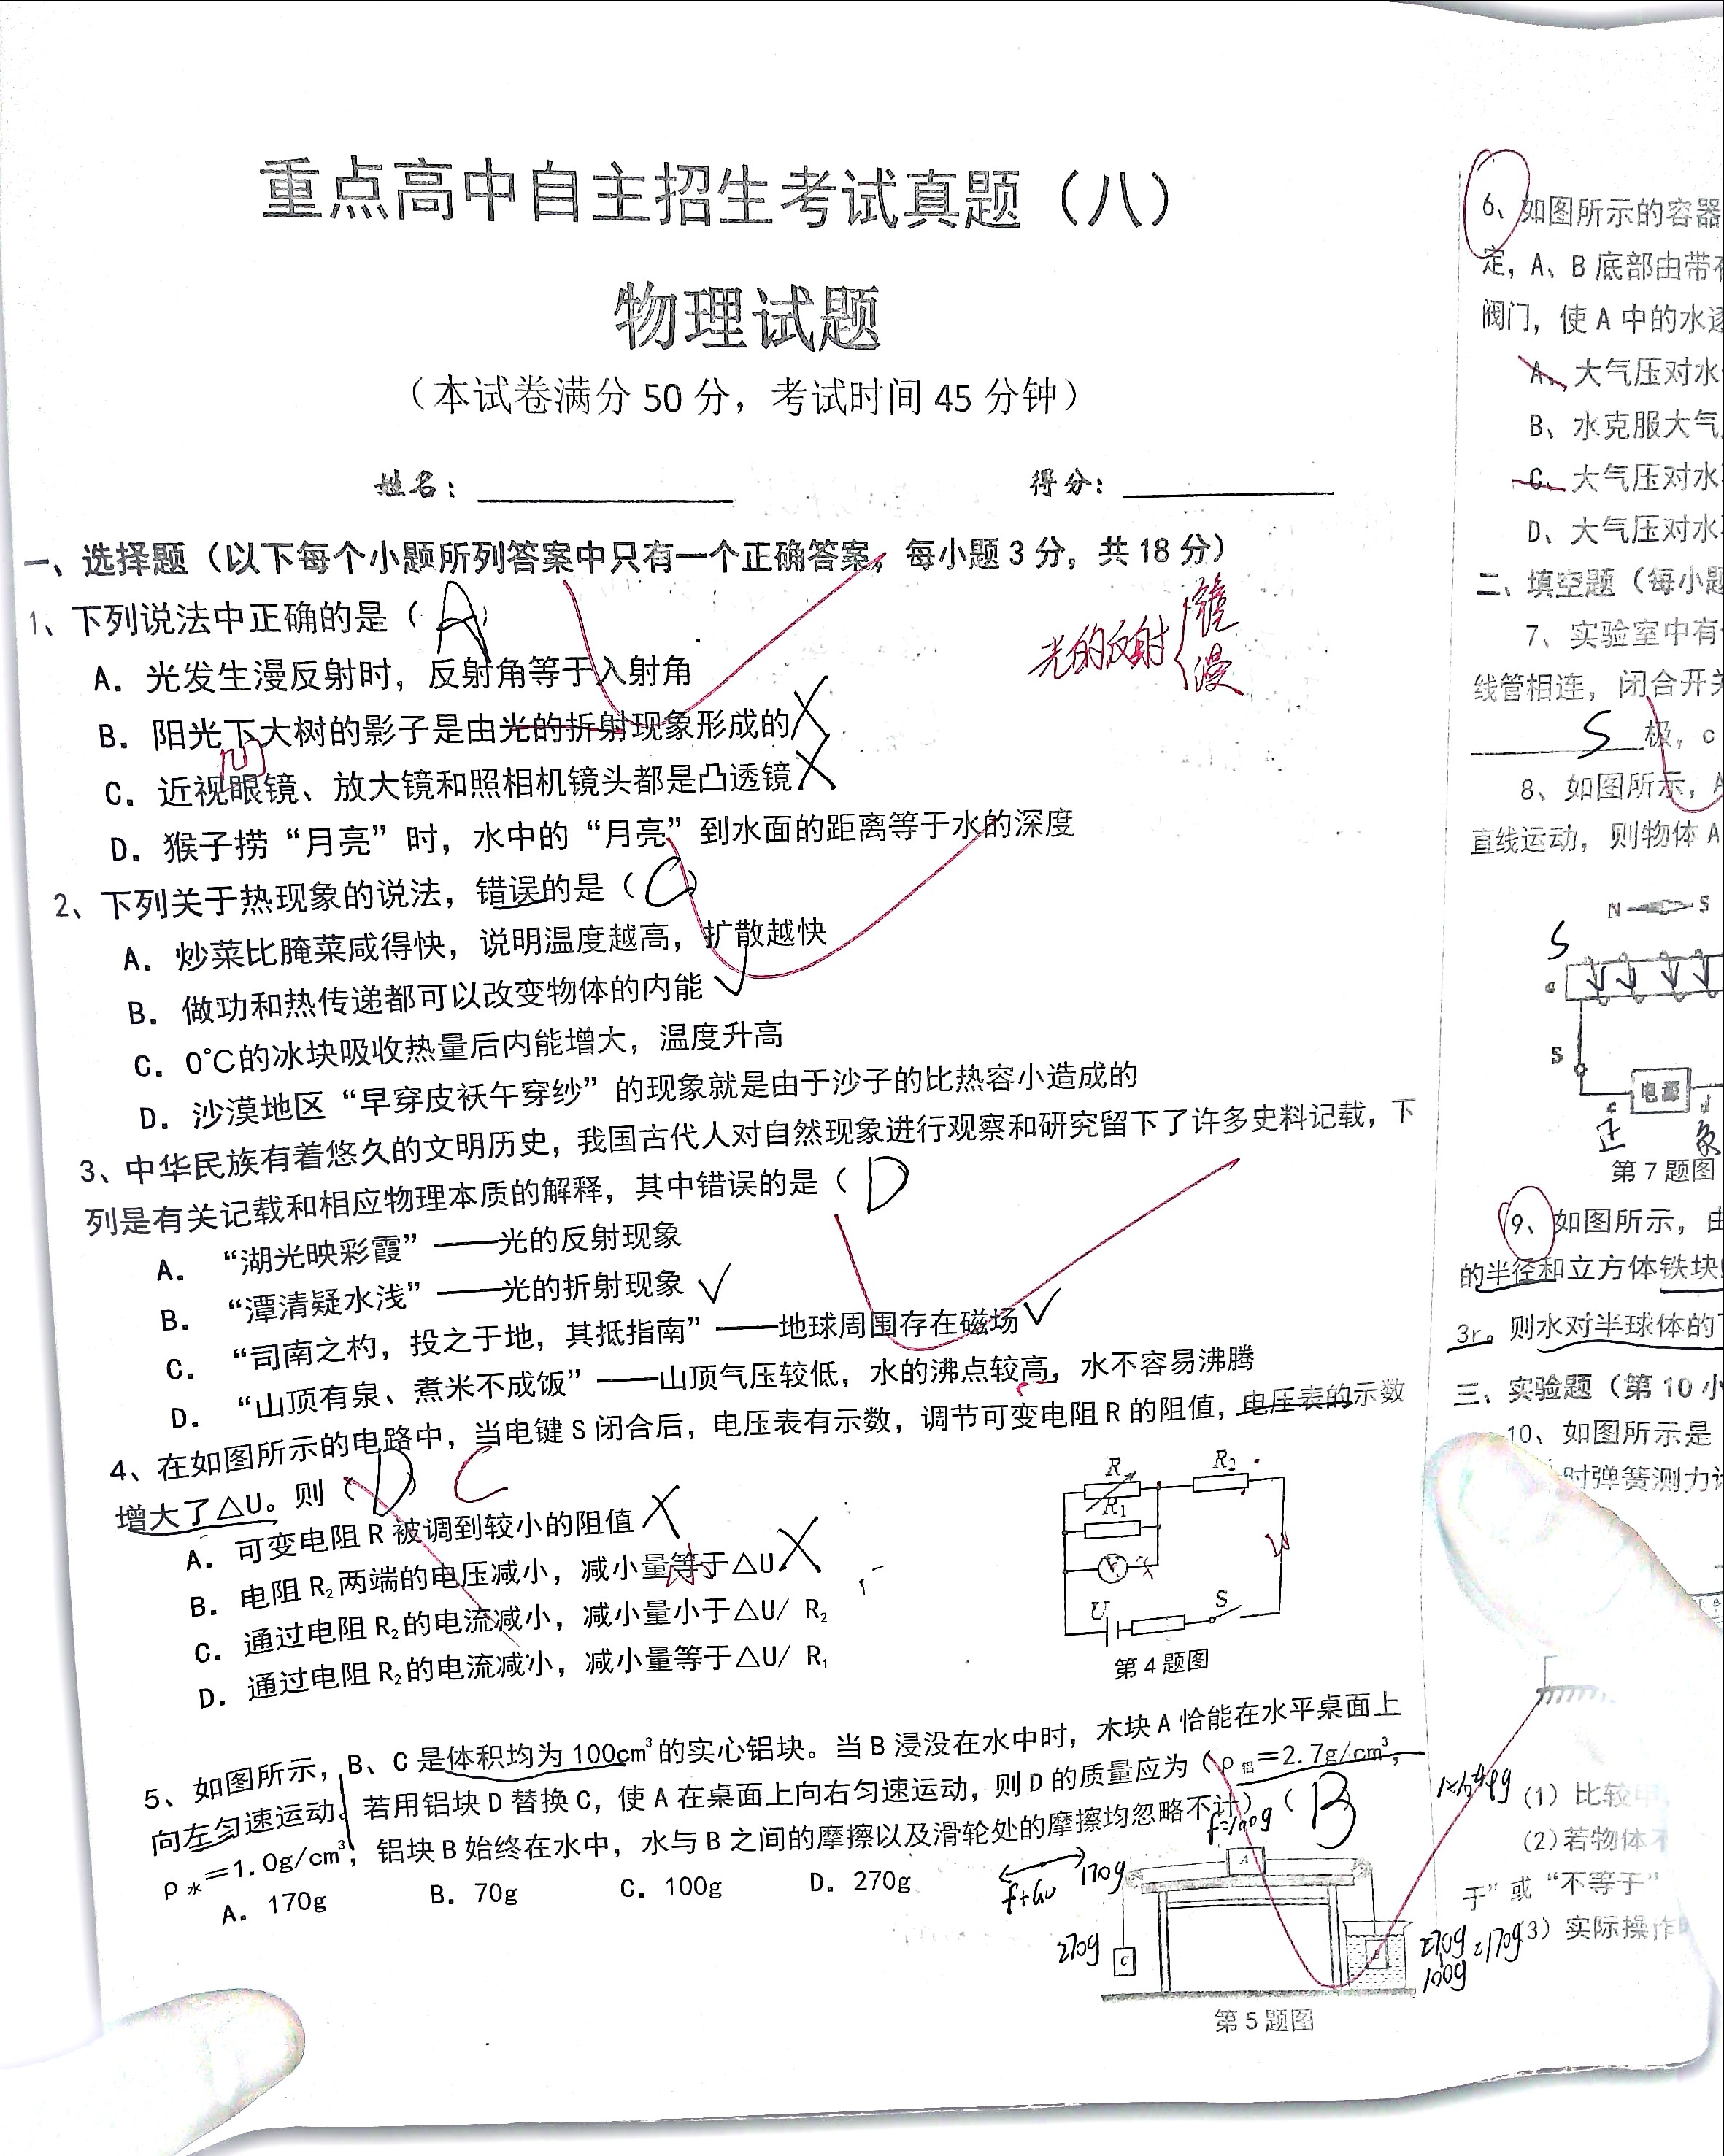 重点高中自主招生考试真题（八）
物理试题
（本试卷满分 50 分，考试时间 45 分钟）
姓名：
得分：
一、选择题（以下每个小题所列答案中只有一个正确答案，每小题 3 分，共 18 分）
1、下列说法中正确的是（A）
光的反射{镜
漫
A．光发生漫反射时，反射角等于入射角
B．阳光下大树的影子是由光的折射现象形成的
凹
C．近视眼镜、放大镜和照相机镜头都是凸透镜
D．猴子捞“月亮”时，水中的“月亮”到水面的距离等于水的深度
2、下列关于热现象的说法，错误的是（C）
A．炒菜比腌菜咸得快，说明温度越高，扩散越快
B．做功和热传递都可以改变物体的内能
C．0℃的冰块吸收热量后内能增大，温度升高
D．沙漠地区“早穿皮袄午穿纱”的现象就是由于沙子的比热容小造成的
3、中华民族有着悠久的文明历史，我国古代人对自然现象进行观察和研究留下了许多史料记载，下
列是有关记载和相应物理本质的解释，其中错误的是（D
A．“湖光映彩霞”——光的反射现象
B．“潭清疑水浅”——光的折射现象
C．“司南之杓，投之于地，其抵指南”——地球周围存在磁场
D．“山顶有泉、煮米不成饭”——山顶气压较低，水的沸点较高，水不容易沸腾
4、在如图所示的电路中，当电键 S 闭合后，电压表有示数，调节可变电阻 R 的阻值，电压表的示数
增大了△U。则（D）C
A．可变电阻 R 被调到较小的阻值
B．电阻 R₂ 两端的电压减小，减小量等于△U
小
C．通过电阻 R₂的电流减小，减小量小于△U/ R₂
D．通过电阻 R₂的电流减小，减小量等于△U/ R₁
R
R₂
R₁
V
U
S
第 4 题图
5、如图所示，B、C 是体积均为 100cm³的实心铝块。当 B 浸没在水中时，木块 A 恰能在水平桌面上
向左匀速运动。若用铝块 D 替换 C，使 A 在桌面上向右匀速运动，则 D 的质量应为（ρ铝＝2.7g/cm³，
ρ水＝1.0g/cm³，铝块 B 始终在水中，水与 B 之间的摩擦以及滑轮处的摩擦均忽略不计）（B
A．170g
B．70g
C．100g
D．270g
f=100g
170g
270g
A
C
B
270g
100g
=170g
第 5 题图
6、如图所示的容器
定，A、B 底部由带
阀门，使 A 中的水逐
A、大气压对水
B、水克服大气
C、大气压对水
D、大气压对水
二、填空题（每小题
7、实验室中有
线管相连，闭合开关
S 极，c
8、如图所示，A
直线运动，则物体 A
N S
S
a
S
电源
c d
正 负
第 7 题图
9、如图所示，由
的半径和立方体铁块
3r。则水对半球体的
三、实验题（第 10 小
10、如图所示是
时弹簧测力计
（1）比较甲
（2）若物体不
于”或“不等于”
（3）实际操作